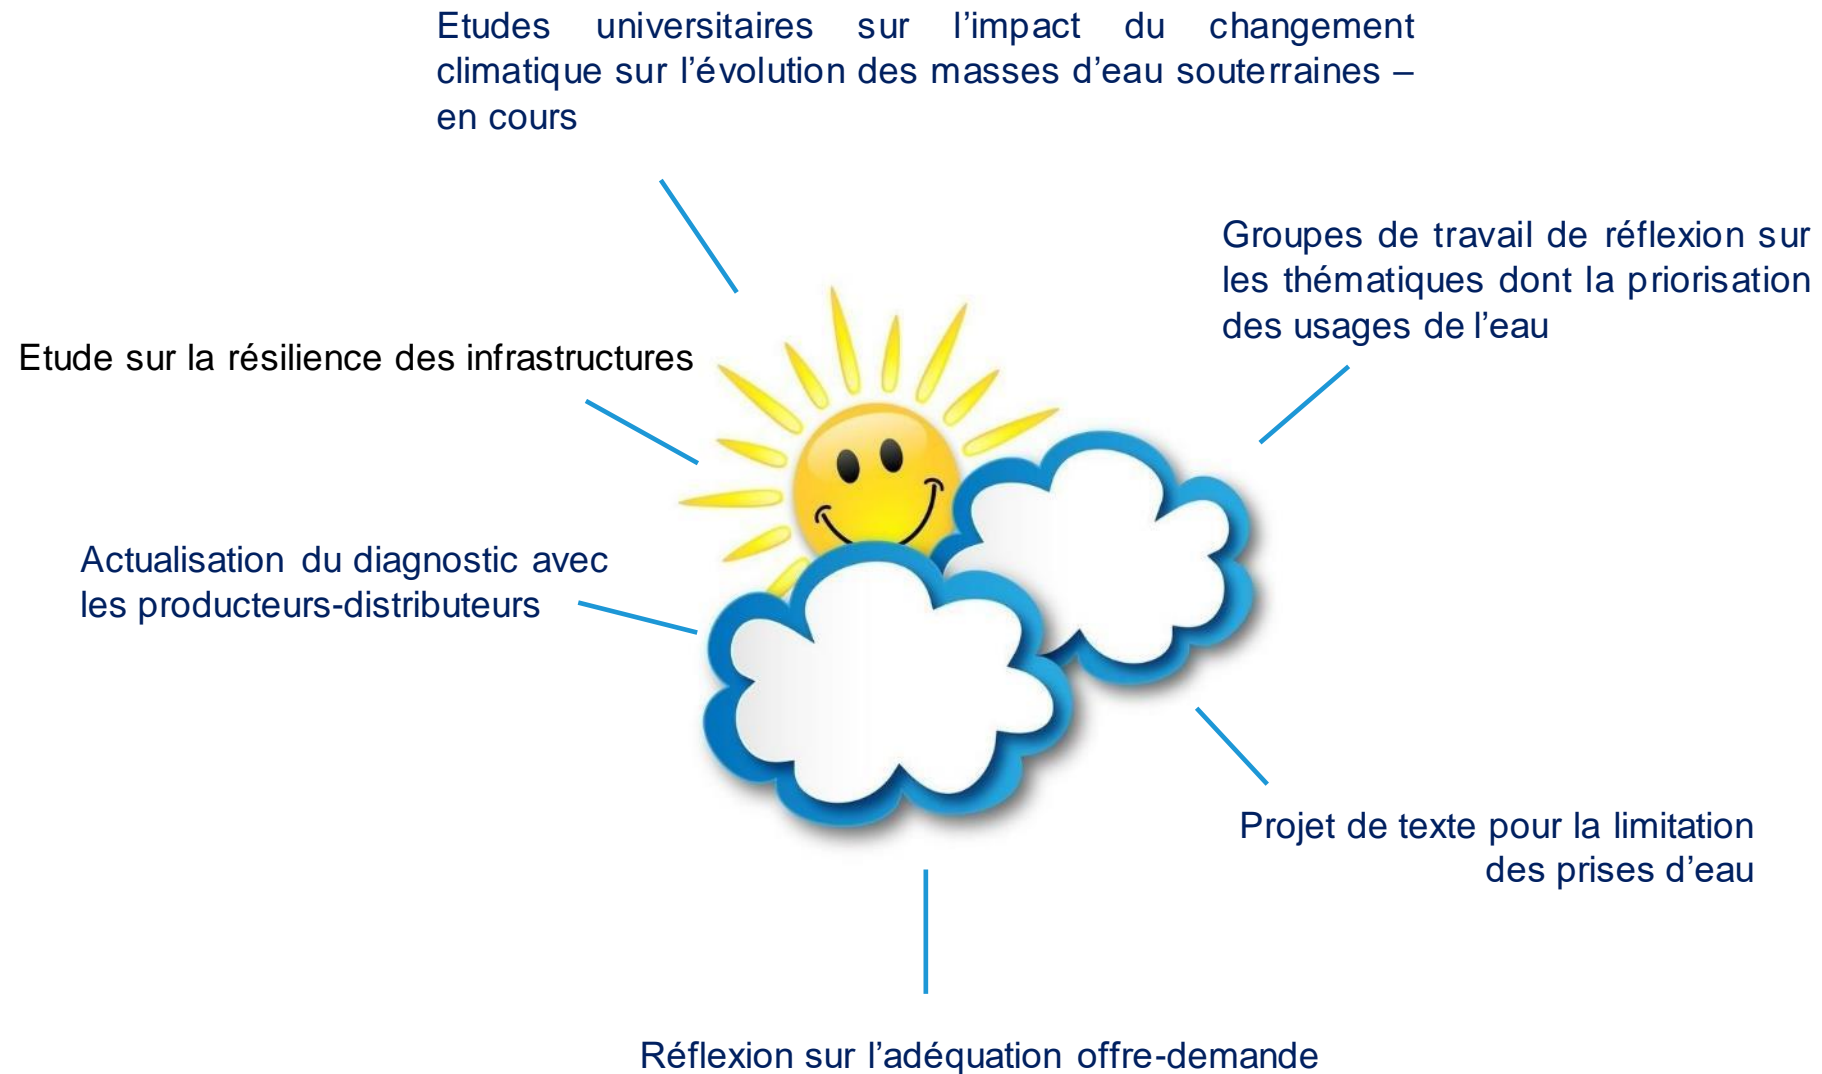 Etudes universitaires sur l’impact du changement
climatique sur l’évolution des masses d’eau souterraines –
en cours
Groupes de travail de réflexion sur
les thématiques dont la priorisation
des usages de l’eau
Etude sur la résilience des infrastructures
Actualisation du diagnostic avec
les producteurs-distributeurs
Projet de texte pour la limitation
des prises d’eau
Réflexion sur l’adéquation offre-demande